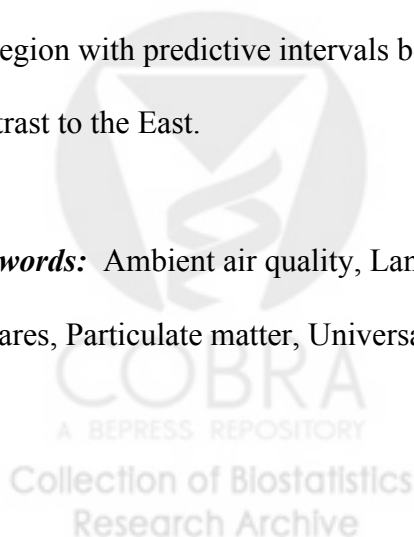 egion with predictive intervals b
trast to the East.
words: Ambient air quality, Lan
ares, Particulate matter, Universa
COBRA
A BEPRESS REPOSITORY
Collection of Biostatistics
Research Archive